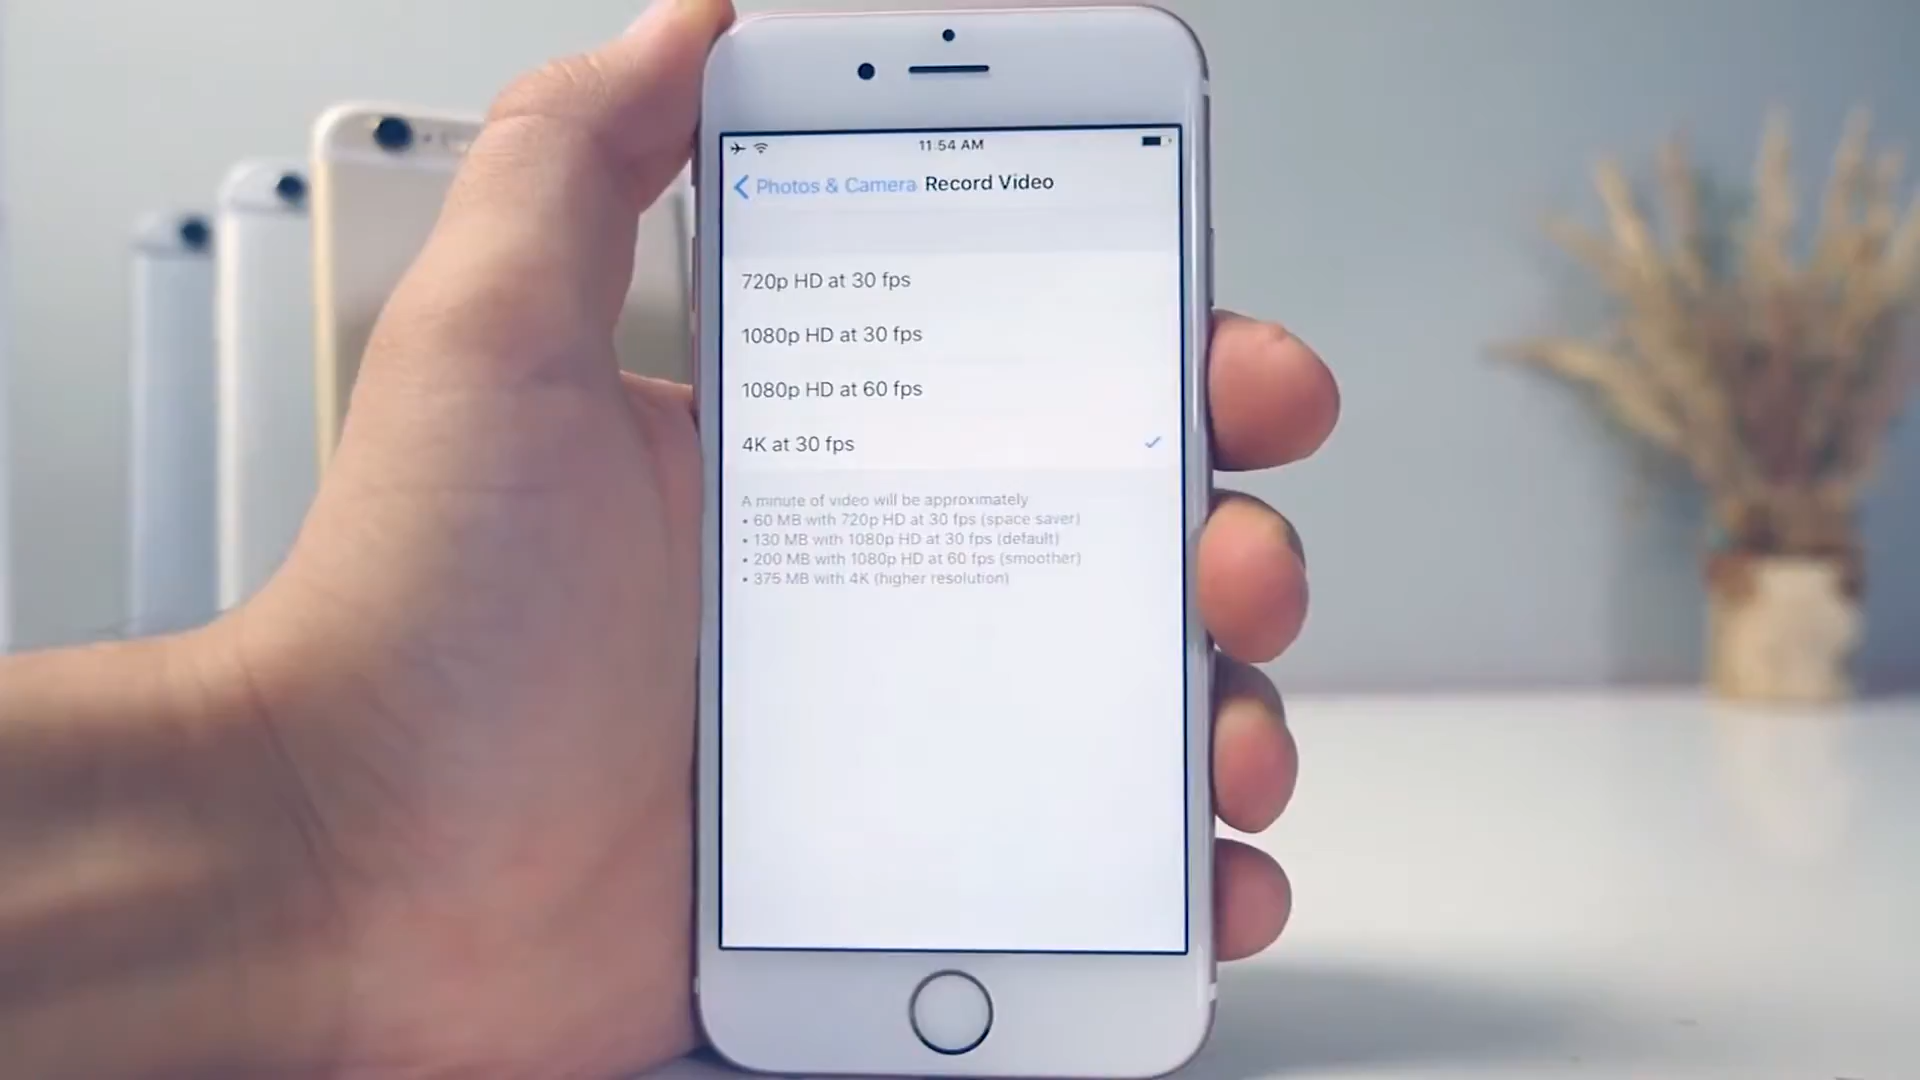 11:54 AM
Photos & Camera Record Video
720p HD at 30 fps
1080p HD at 30 fps
1080p HD at 60 fps
4K at 30 fps
A minute of video will be approximately
• 60 MB with 720p HD at 30 fps (space saver)
• 130 MB with 1080p HD at 30 fps (default)
• 200 MB with 1080p HD at 60 fps (smoother)
• 375 MB with 4K (higher resolution)